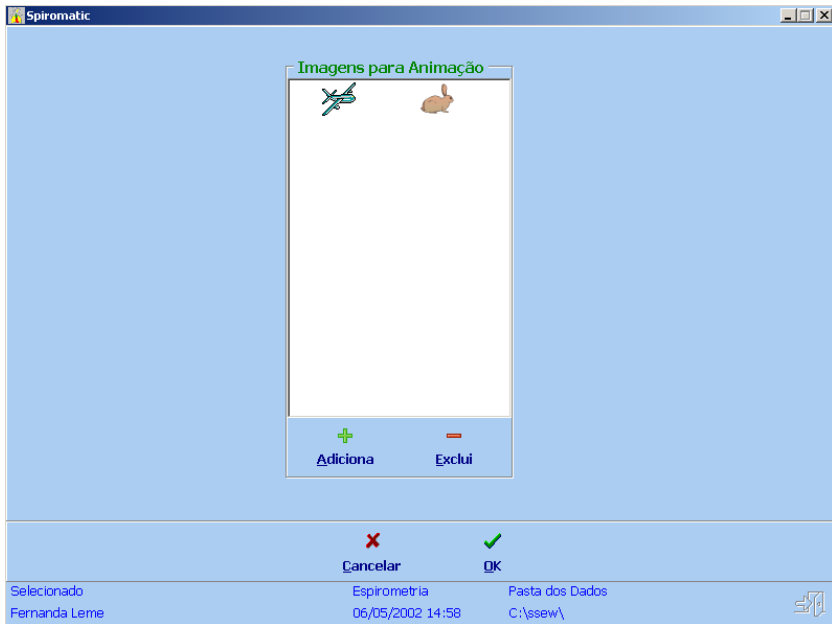 Spiromatic
Imagens para Animação
Adiciona Exclui
Cancelar OK
Selecionado Espirometria Pasta dos Dados
Fernanda Leme 06/05/2002 14:58 C:\ssew\